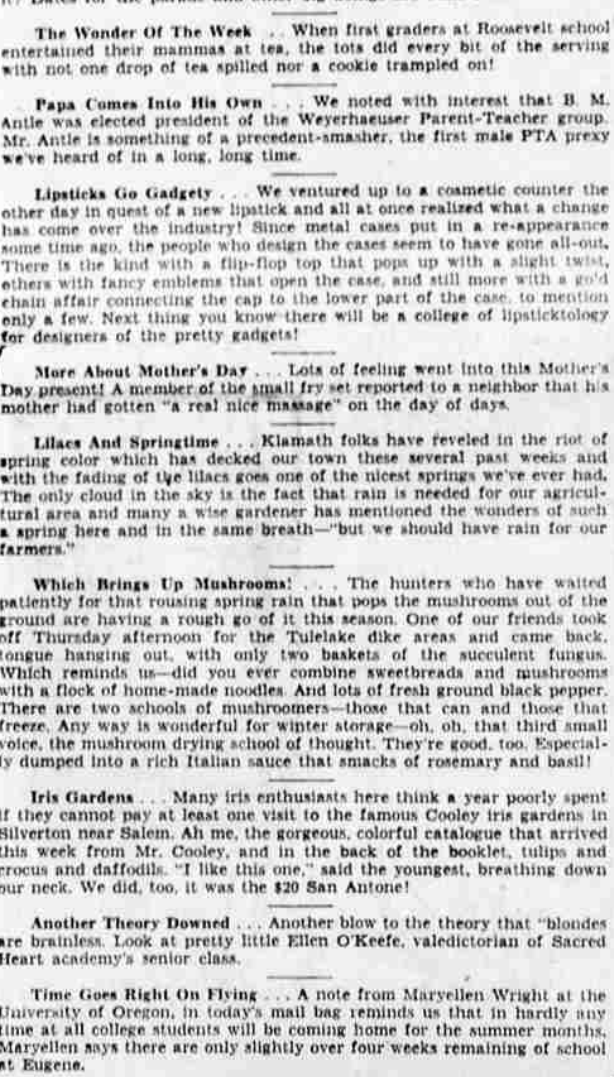 The Wonder Of The Week . . When first graders at Roosevelt school
entertained their mammas at tea, the tots did every bit of the serving
with not one drop of tea spilled nor a cookie trampled on!
Papa Comes Into His Own . . . We noted with interest that B. M.
Antle was elected president of the Weyerhaeuser Parent-Teacher group.
Mr. Antle is something of a precedent-smasher, the first male PTA prexy
we've heard of in a long, long time.
Lipsticks Go Gadgety . . . We ventured up to a cosmetic counter the
other day in quest of a new lipstick and all at once realized what a change
has come over the industry! Since metal cases put in a re-appearance
some time ago, the people who design the cases seem to have gone all-out.
There is the kind with a flip-flop top that pops up with a slight twist,
others with fancy emblems that open the case, and still more with a gold
chain affair connecting the cap to the lower part of the case, to mention
only a few. Next thing you know there will be a college of lipsticktology
for designers of the pretty gadgets!
More About Mother's Day . . . Lots of feeling went into this Mother's
Day present! A member of the small fry set reported to a neighbor that his
mother had gotten "a real nice massage" on the day of days.
Lilacs And Springtime . . . Klamath folks have reveled in the riot of
spring color which has decked our town these several past weeks and
with the fading of the lilacs goes one of the nicest springs we've ever had.
The only cloud in the sky is the fact that rain is needed for our agricul-
tural area and many a wise gardener has mentioned the wonders of such
a spring here and in the same breath—"but we should have rain for our
farmers."
Which Brings Up Mushrooms! . . . The hunters who have waited
patiently for that rousing spring rain that pops the mushrooms out of the
ground are having a rough go of it this season. One of our friends took
off Thursday afternoon for the Tulelake dike areas and came back,
tongue hanging out, with only two baskets of the succulent fungus.
Which reminds us—did you ever combine sweetbreads and mushrooms
with a flock of home-made noodles. And lots of fresh ground black pepper.
There are two schools of mushroomers—those that can and those that
freeze. Any way is wonderful for winter storage—oh, oh, that third small
voice, the mushroom drying school of thought. They're good, too. Especial-
ly dumped into a rich Italian sauce that smacks of rosemary and basil!
Iris Gardens . . . Many iris enthusiasts here think a year poorly spent
if they cannot pay at least one visit to the famous Cooley iris gardens in
Silverton near Salem. Ah me, the gorgeous, colorful catalogue that arrived
this week from Mr. Cooley, and in the back of the booklet, tulips and
crocus and daffodils. "I like this one," said the youngest, breathing down
our neck. We did, too, it was the $20 San Antone!
Another Theory Downed . . . Another blow to the theory that "blondes
are brainless. Look at pretty little Ellen O'Keefe, valedictorian of Sacred
Heart academy's senior class.
Time Goes Right On Flying . . . A note from Maryellen Wright at the
University of Oregon, in today's mail bag reminds us that in hardly any
time at all college students will be coming home for the summer months.
Maryellen says there are only slightly over four weeks remaining of school
at Eugene.